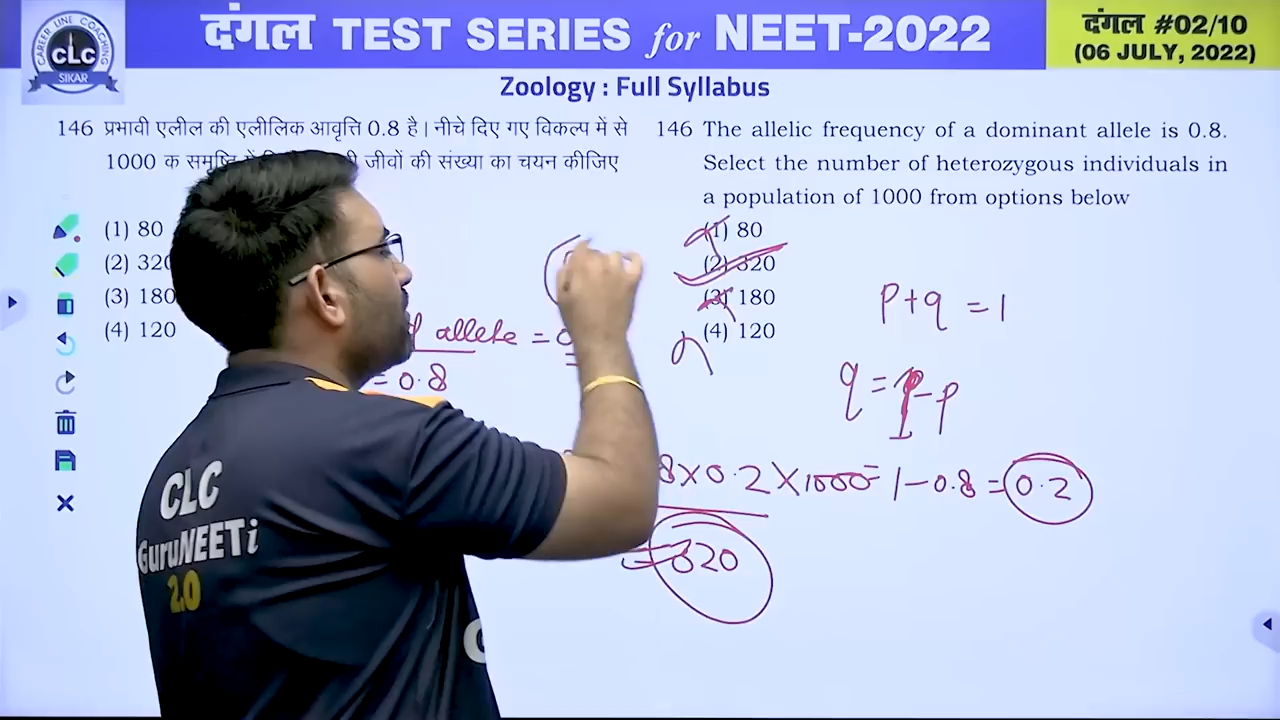 CAREER LINE COACHING
CLC
SIKAR
दंगल TEST SERIES for NEET-2022
दंगल #02/10
(06 JULY, 2022)
Zoology : Full Syllabus
146 प्रभावी एलील की एलीलिक आवृत्ति 0.8 है। नीचे दिए गए विकल्प में से
1000 क समष्टि में जीवों की संख्या का चयन कीजिए
(1) 80
(2) 320
(3) 180
(4) 120
146 The allelic frequency of a dominant allele is 0.8.
Select the number of heterozygous individuals in
a population of 1000 from options below
(1) 80
(2) 320
(3) 180
(4) 120
allele =
= 0.8
p+q = 1
q = 1-p
8×0.2×1000
1-0.8 = 0.2
= 320
CLC
GuruNEETi
2.0